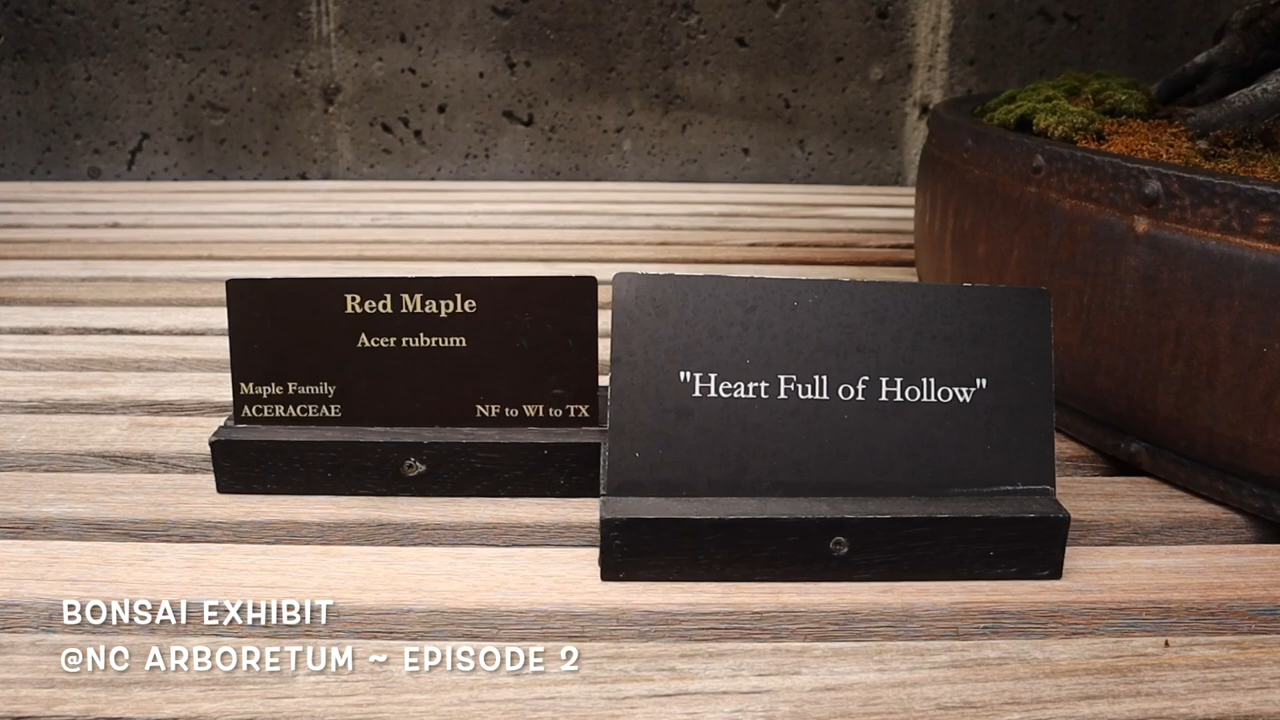 Red Maple
Acer rubrum
Maple Family
ACERACEAE
NF to WI to TX
"Heart Full of Hollow"
BONSAI EXHIBIT
@NC ARBORETUM ~ EPISODE 2